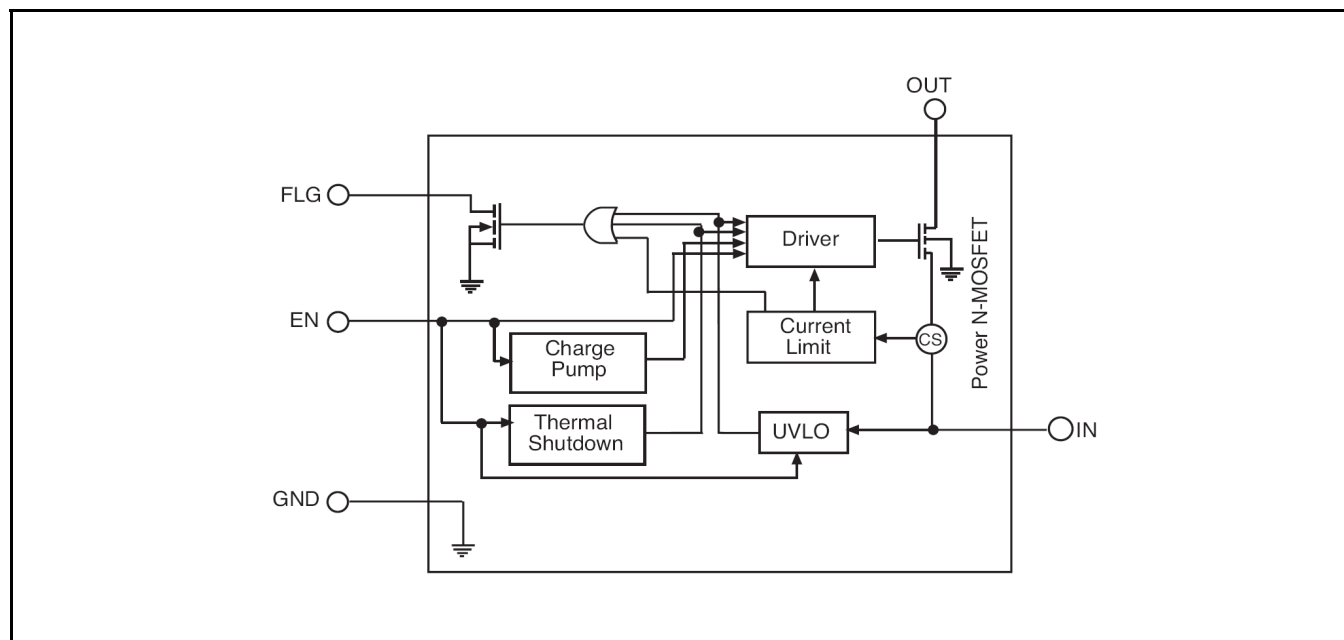 OUT
FLG
Driver
Power N-MOSFET
EN
Current
Limit
CS
Charge
Pump
Thermal
Shutdown
UVLO
IN
GND